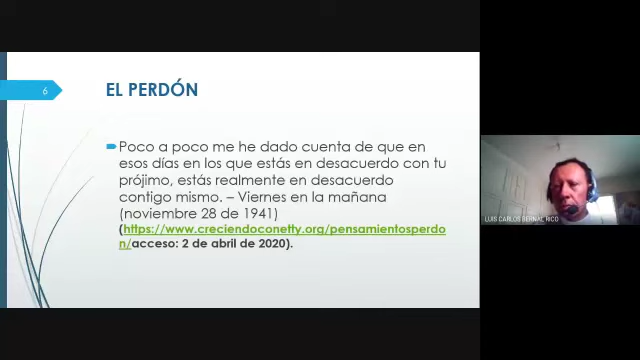 6
EL PERDÓN
Poco a poco me he dado cuenta de que en
esos días en los que estás en desacuerdo con tu
prójimo, estás realmente en desacuerdo
contigo mismo. – Viernes en la mañana
(noviembre 28 de 1941)
(https://www.creciendoconetty.org/pensamientosperdo
n/acceso: 2 de abril de 2020).
LUIS CARLOS BERNAL RICO